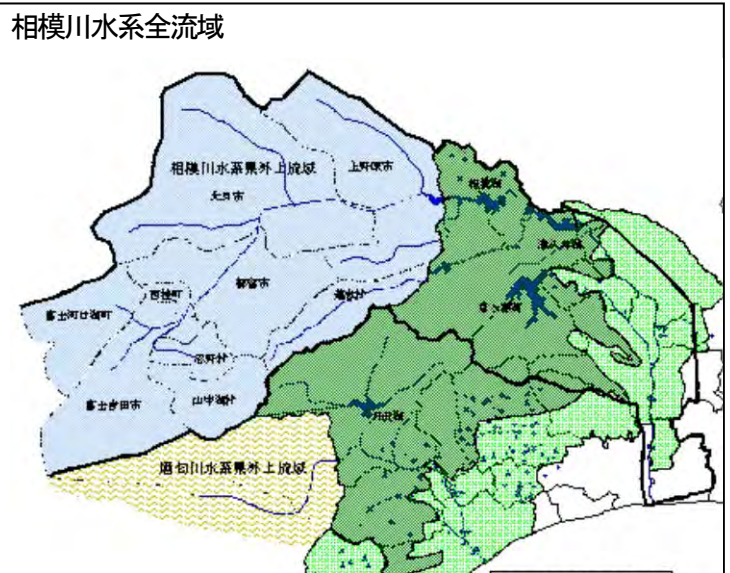 相模川水系全流域
相模川水系県外上流域
上野原市
大月市
相模湖
津久井湖
都留市
道志村
西桂町
宮ヶ瀬湖
富士河口湖町
忍野村
山中湖村
丹沢湖
富士吉田市
酒匂川水系県外上流域